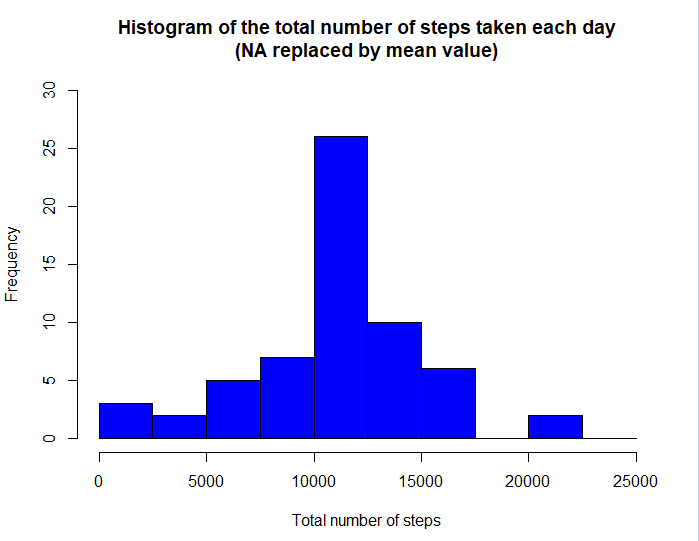 Histogram of the total number of steps taken each day
(NA replaced by mean value)
30
25
20
15
10
5
0
Frequency
0 5000 10000 15000 20000 25000
Total number of steps